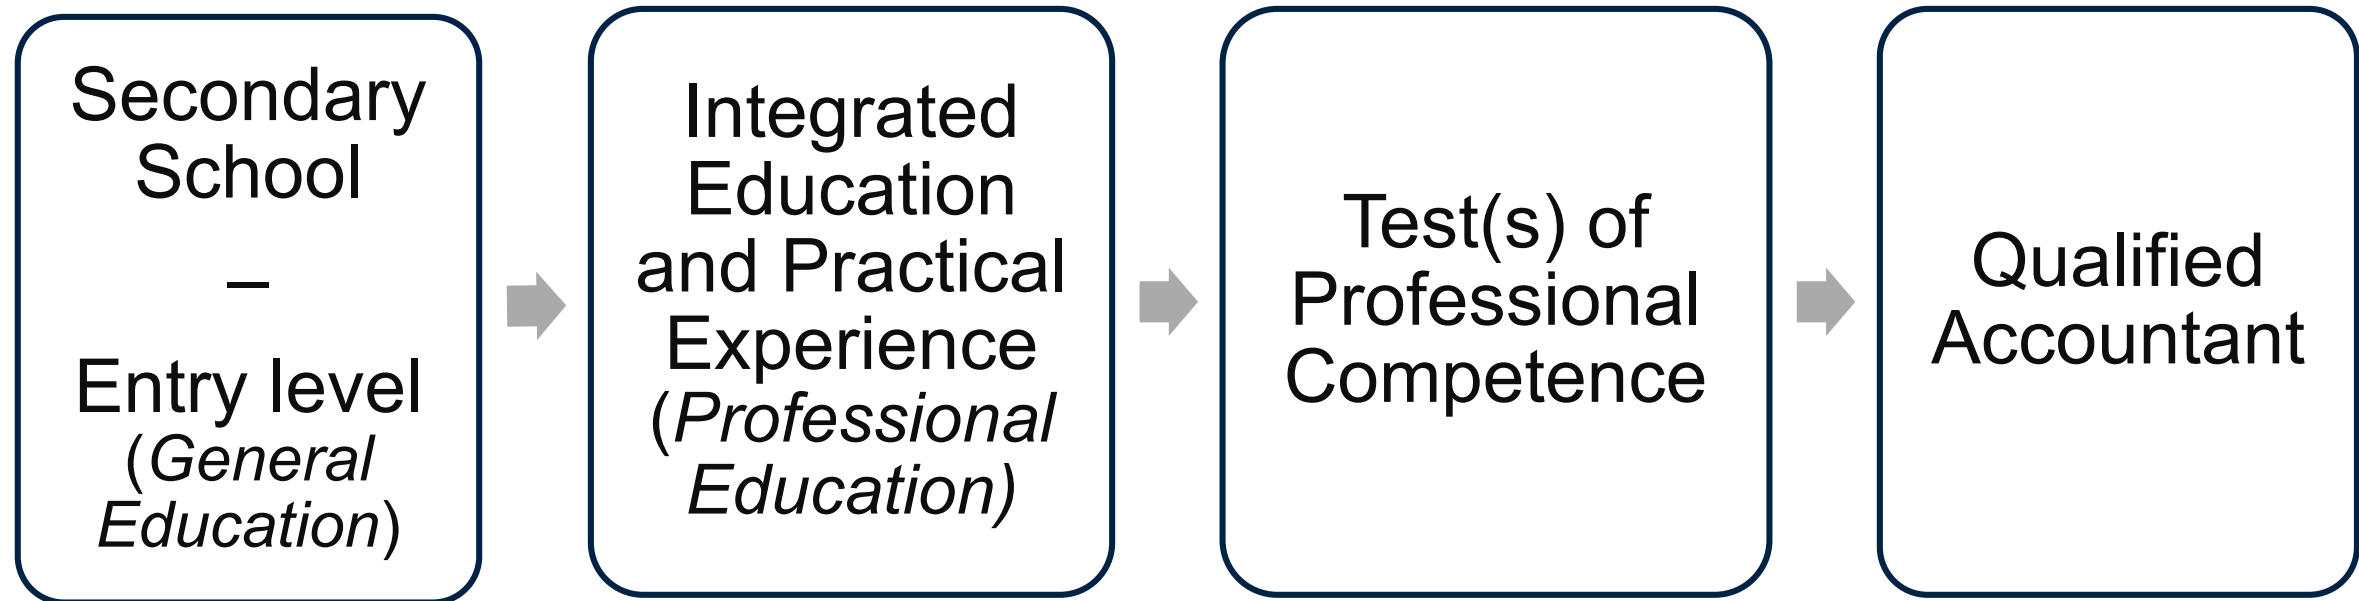 Secondary
School
–
Entry level
(General
Education)
Integrated
Education
and Practical
Experience
(Professional
Education)
Test(s) of
Professional
Competence
Qualified
Accountant